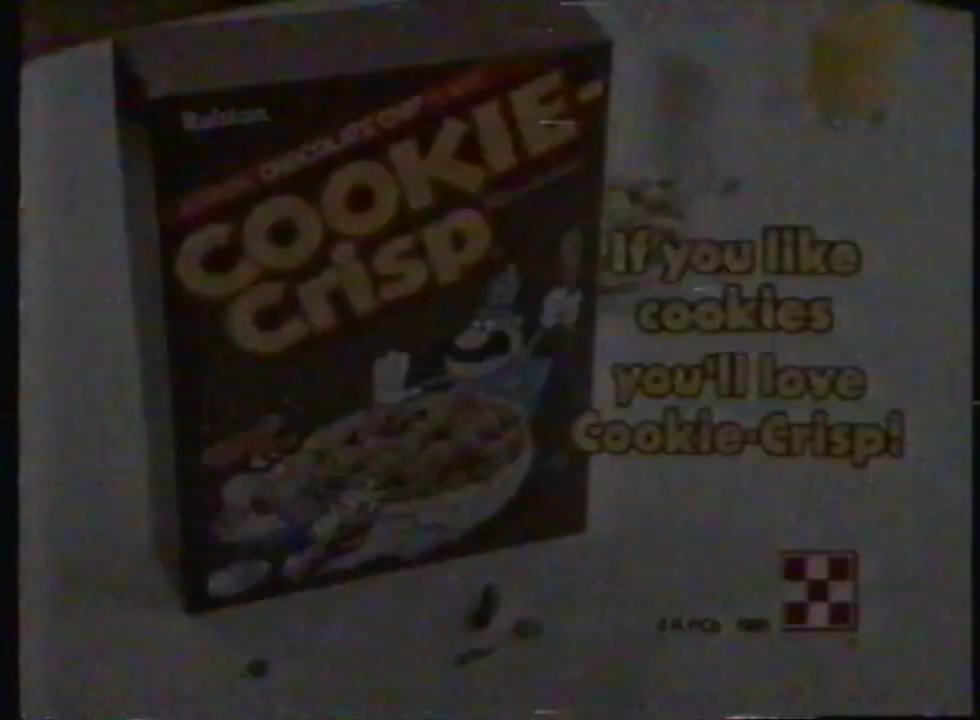 Ralston
CHOCOLATE CHIP
COOKIE-
Crisp
If you like
cookies
you'll love
Cookie-Crisp!